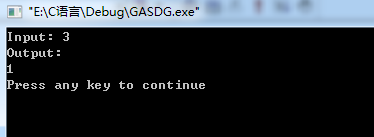 "E:\C语言\Debug\GASDG.exe"
Input: 3
Output:
1
Press any key to continue